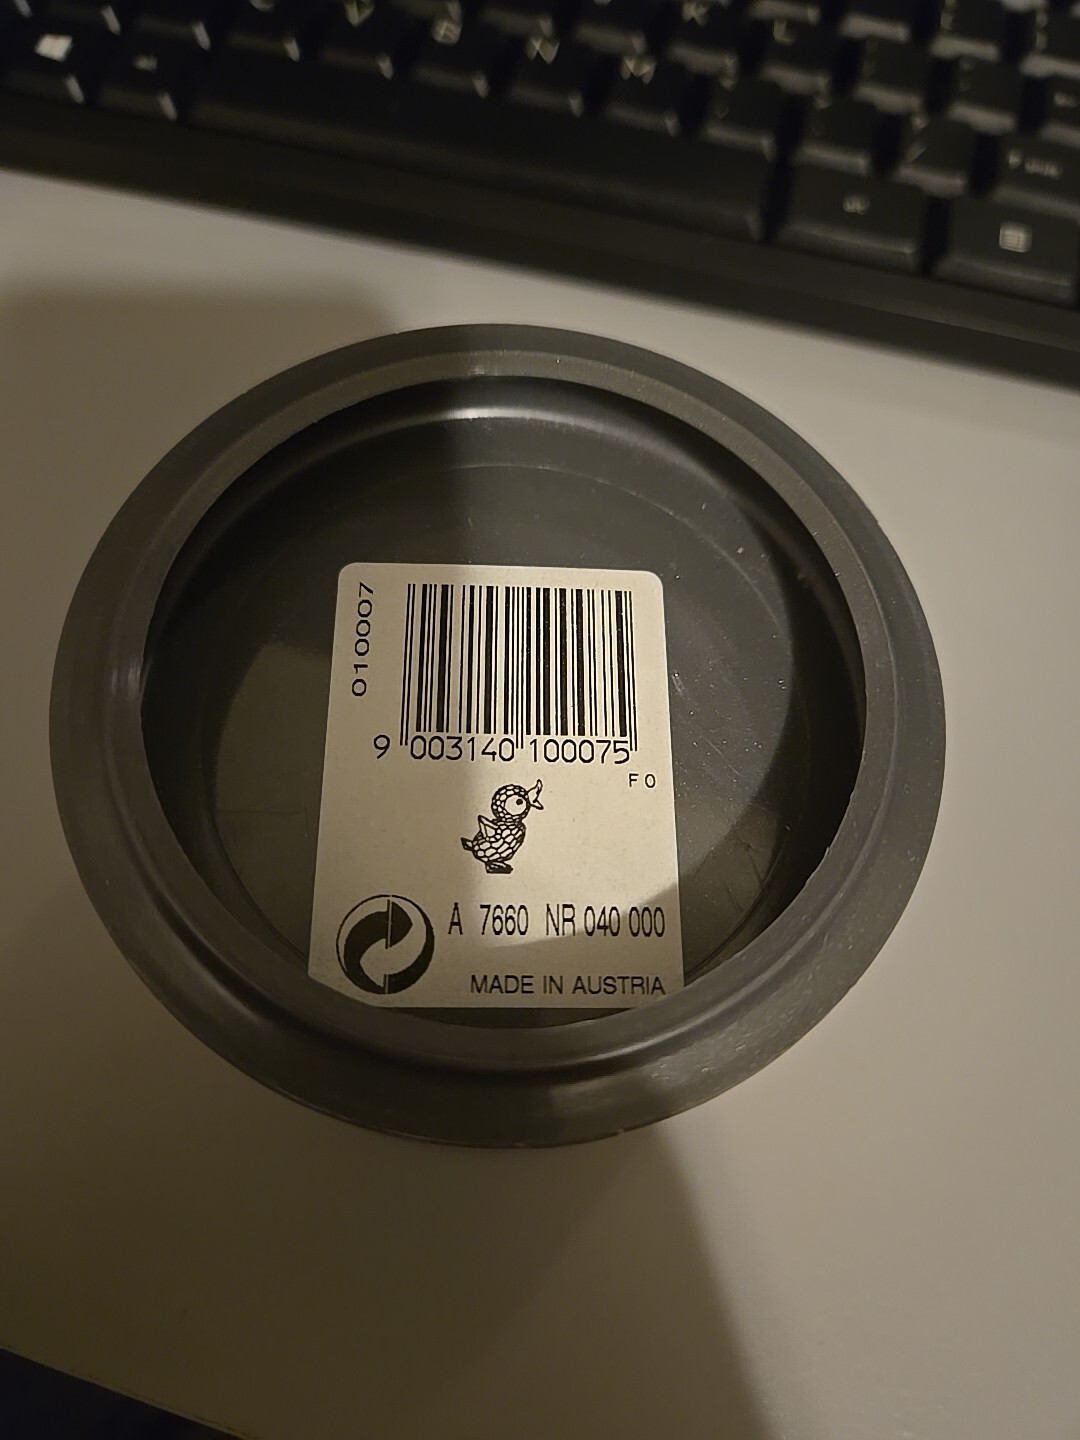 010007
9 003140 100075
F0
A 7660 NR 040 000
MADE IN AUSTRIA